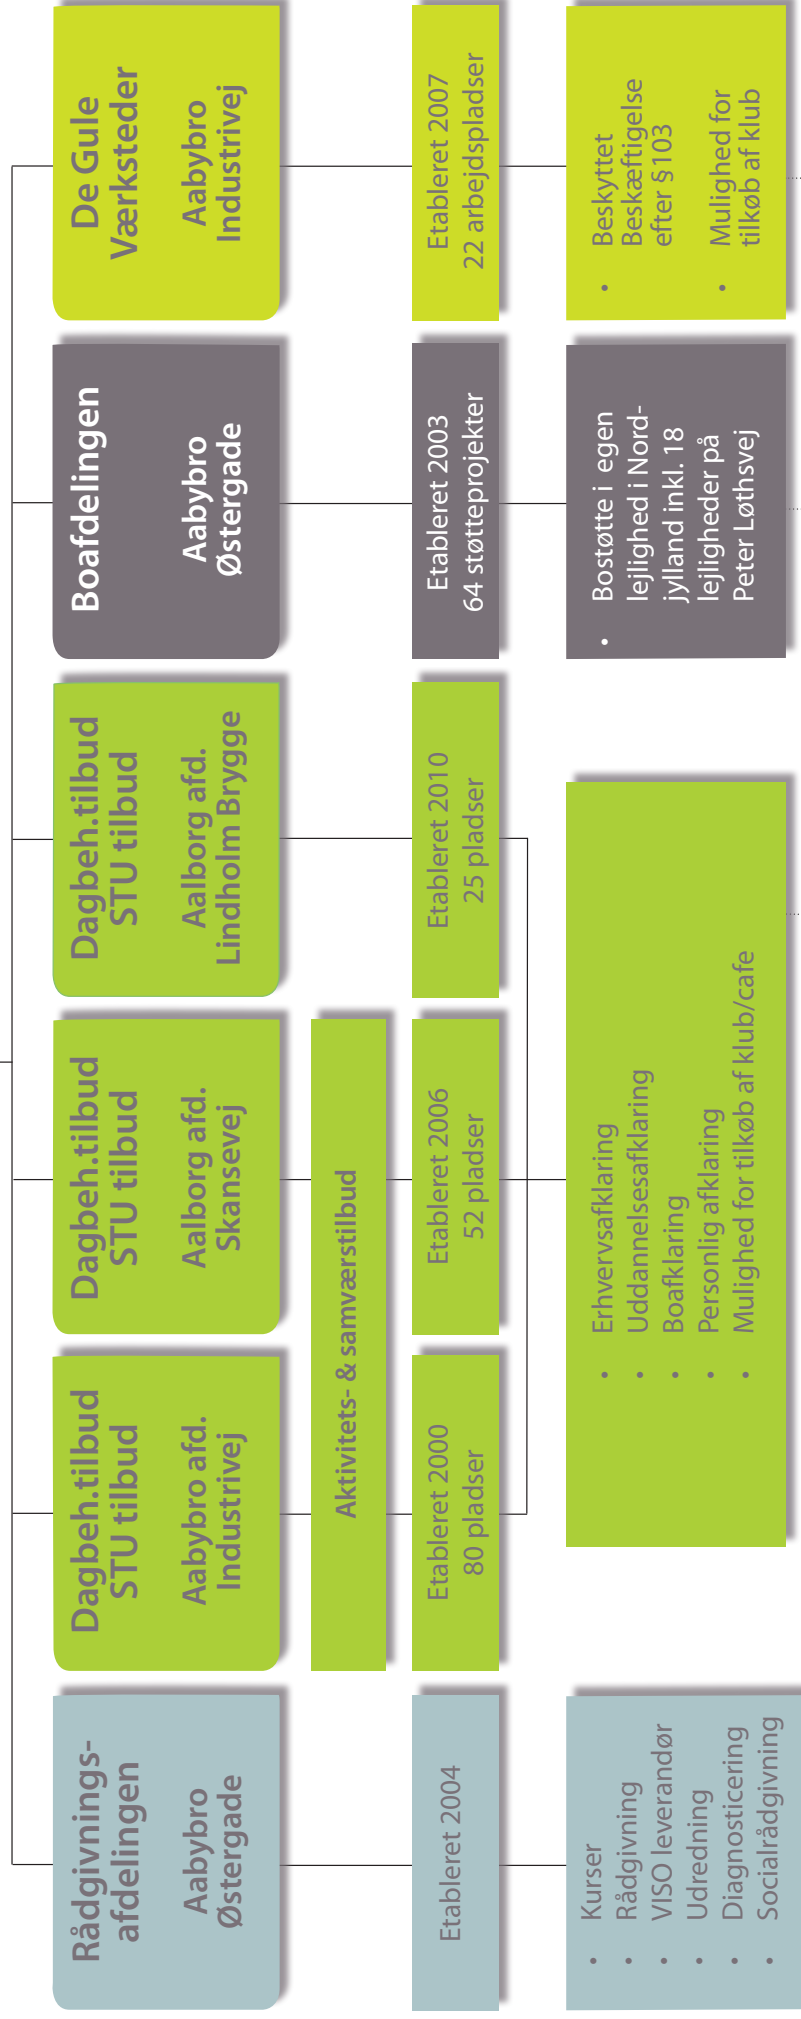 Rådgivnings-
afdelingen
Aabybro
Østergade
Etableret 2004
• Kurser
• Rådgivning
• VISO leverandør
• Udredning
• Diagnosticering
• Socialrådgivning
Dagbeh.tilbud
STU tilbud
Aabybro afd.
Industrivej
Dagbeh.tilbud
STU tilbud
Aalborg afd.
Skansevej
Dagbeh.tilbud
STU tilbud
Aalborg afd.
Lindholm Brygge
Aktivitets- & samværstilbud
Etableret 2000
80 pladser
Etableret 2006
52 pladser
Etableret 2010
25 pladser
• Erhvervsafklaring
• Uddannelsesafklaring
• Boafklaring
• Personlig afklaring
• Mulighed for tilkøb af klub/cafe
Boafdelingen
Aabybro
Østergade
Etableret 2003
64 støtteprojekter
• Bostøtte i egen
lejlighed i Nord-
jylland inkl. 18
lejligheder på
Peter Løthsvej
De Gule
Værksteder
Aabybro
Industrivej
Etableret 2007
22 arbejdspladser
• Beskyttet
Beskæftigelse
efter §103
• Mulighed for
tilkøb af klub